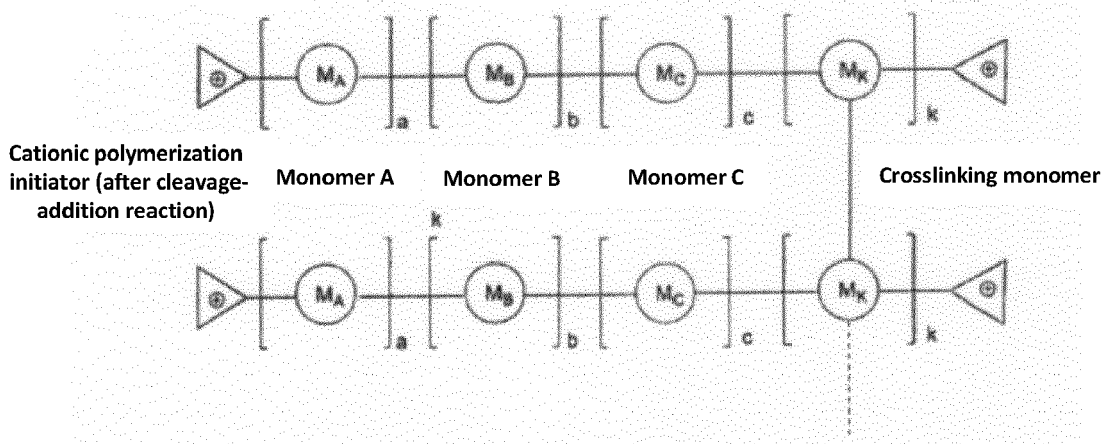 ⊕ M_A a M_B b M_C c M_K k ⊕
Cationic polymerization
initiator (after cleavage-
addition reaction)
Monomer A
Monomer B
Monomer C
Crosslinking monomer
k
⊕ M_A a M_B b M_C c M_K k ⊕